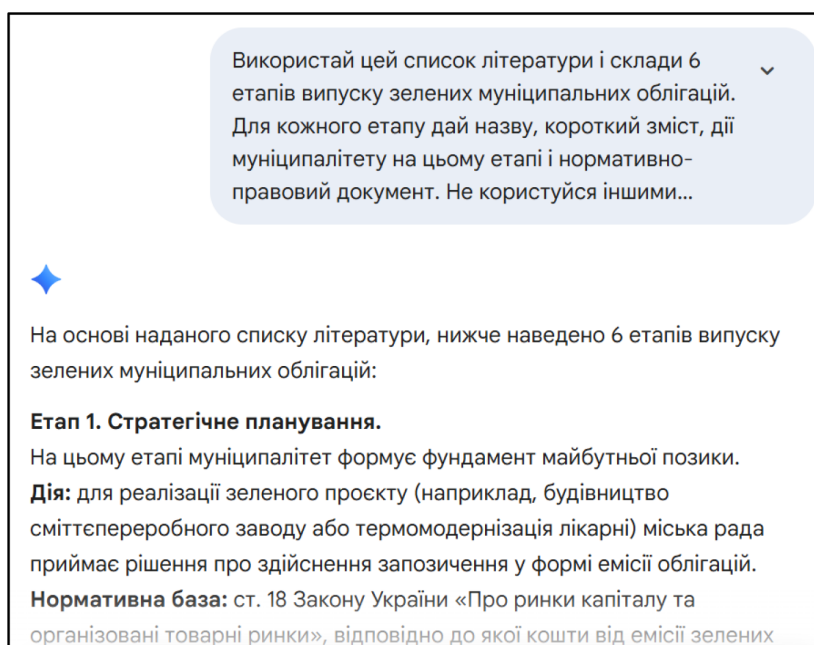 Використай цей список літератури і склади 6
етапів випуску зелених муніципальних облігацій.
Для кожного етапу дай назву, короткий зміст, дії
муніципалітету на цьому етапі і нормативно-
правовий документ. Не користуйся іншими...
На основі наданого списку літератури, нижче наведено 6 етапів випуску
зелених муніципальних облігацій:
Етап 1. Стратегічне планування.
На цьому етапі муніципалітет формує фундамент майбутньої позики.
Дія: для реалізації зеленого проєкту (наприклад, будівництво
сміттєпереробного заводу або термомодернізація лікарні) міська рада
приймає рішення про здійснення запозичення у формі емісії облігацій.
Нормативна база: ст. 18 Закону України «Про ринки капіталу та
організовані товарні ринки», відповідно до якої кошти від емісії зелених